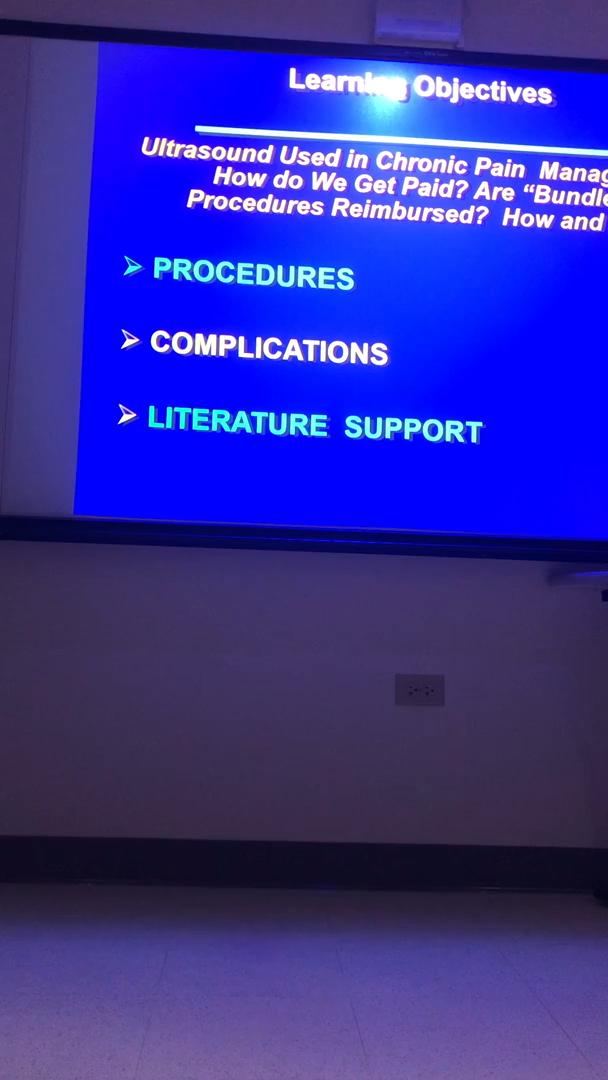 Learning Objectives
Ultrasound Used in Chronic Pain
How do We Get Paid? Are
Procedures Reimbursed? How and
➢ PROCEDURES
➢ COMPLICATIONS
➢ LITERATURE SUPPORT